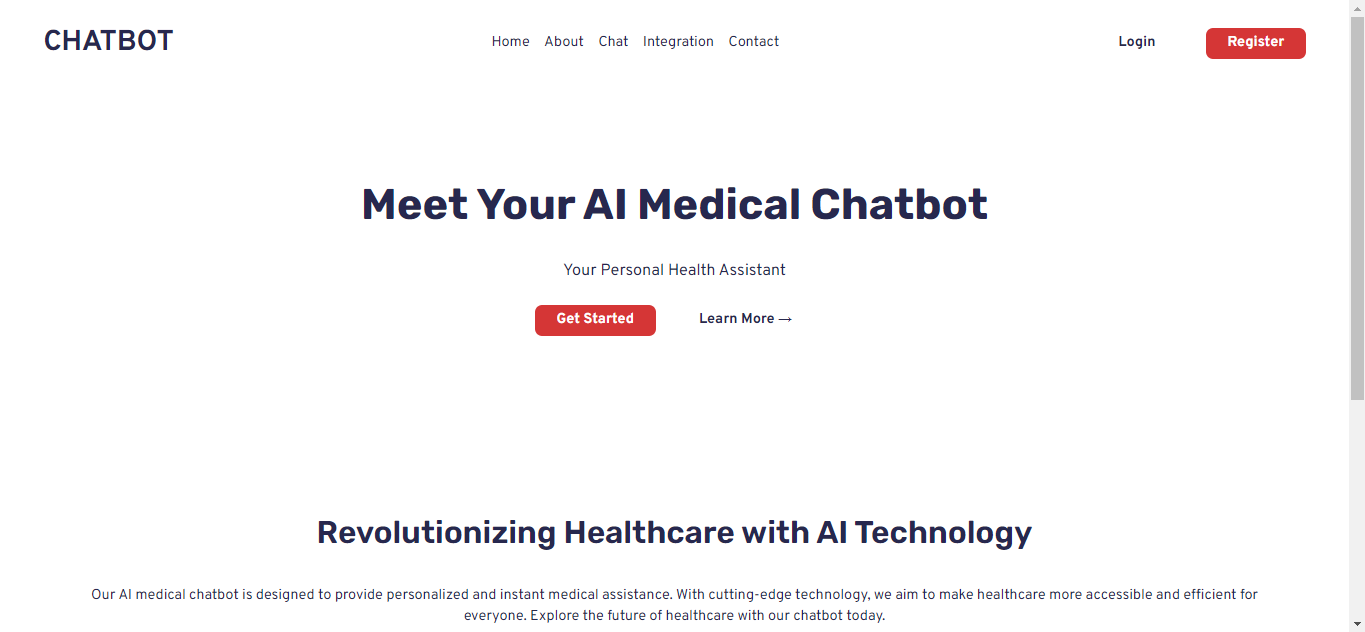 CHATBOT
Home About Chat Integration Contact
Login
Register
Meet Your AI Medical Chatbot
Your Personal Health Assistant
Get Started
Learn More →
Revolutionizing Healthcare with AI Technology
Our AI medical chatbot is designed to provide personalized and instant medical assistance. With cutting-edge technology, we aim to make healthcare more accessible and efficient for
everyone. Explore the future of healthcare with our chatbot today.